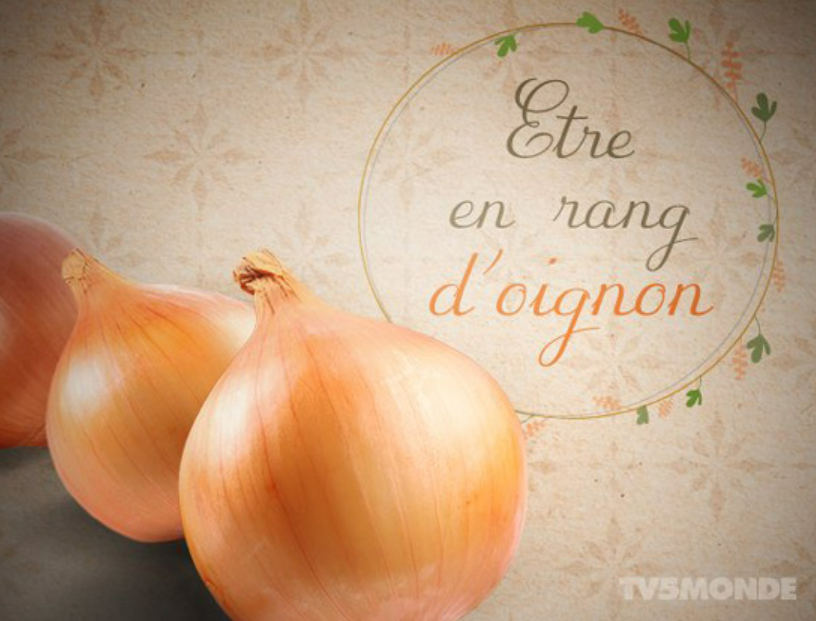 Etre
en rang
d'oignon
TV5MONDE